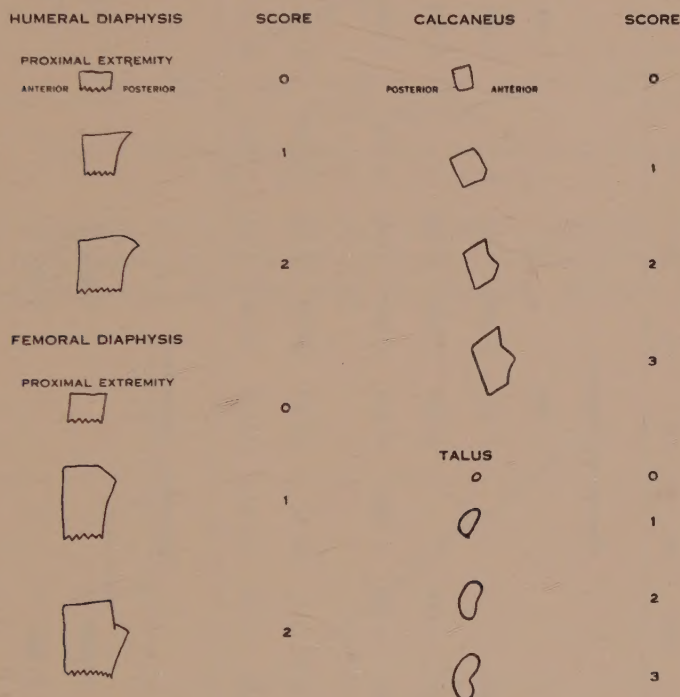 HUMERAL DIAPHYSIS SCORE
PROXIMAL EXTREMITY
ANTERIOR POSTERIOR 0
1
2
FEMORAL DIAPHYSIS
PROXIMAL EXTREMITY
0
1
2
CALCANEUS SCORE
POSTERIOR ANTERIOR 0
1
2
3
TALUS
0
1
2
3